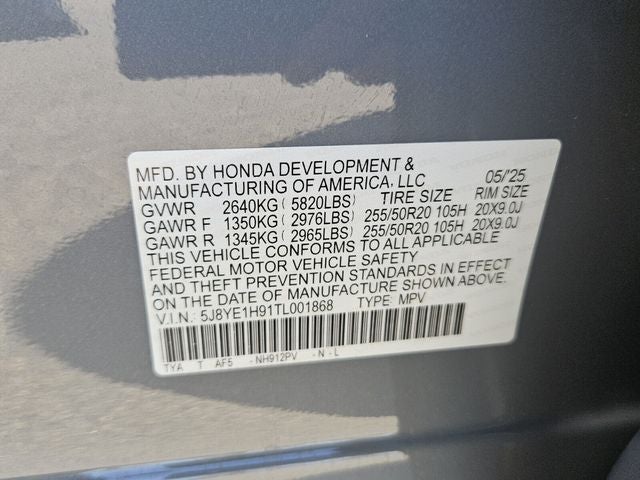 MFD. BY HONDA DEVELOPMENT &
MANUFACTURING OF AMERICA, LLC 05/'25
GVWR 2640KG( 5820LBS) TIRE SIZE RIM SIZE
GAWR F 1350KG( 2976LBS) 255/50R20 105H 20X9.0J
GAWR R 1345KG( 2965LBS) 255/50R20 105H 20X9.0J
THIS VEHICLE CONFORMS TO ALL APPLICABLE
FEDERAL MOTOR VEHICLE SAFETY
AND THEFT PREVENTION STANDARDS IN EFFECT
ON THE DATE OF MANUFACTURE SHOWN ABOVE.
V.I.N.: 5J8YE1H91TL001868 TYPE: MPV
TYA T AF5 -NH912PV -N-L